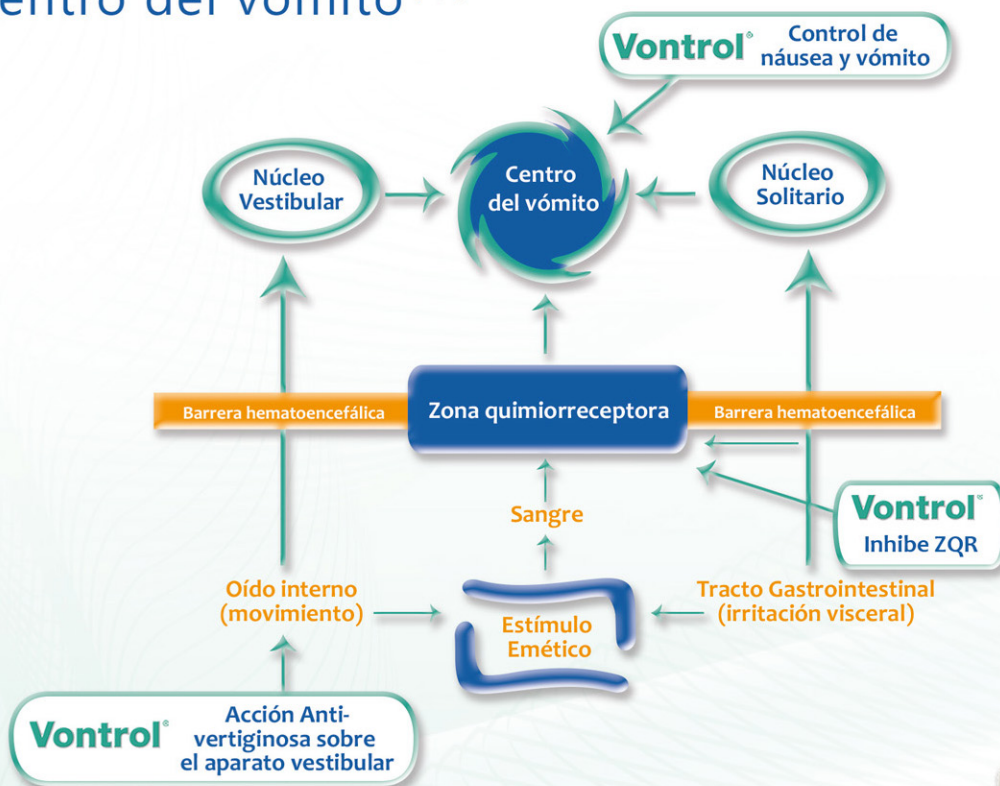 entro del vómito
Vontrol®
Control de
náusea y vómito
Núcleo
Vestibular
Centro
del vómito
Núcleo
Solitario
Barrera hematoencefálica
Zona quimiorreceptora
Barrera hematoencefálica
Sangre
Vontrol®
Inhibe ZQR
Oído interno
(movimiento)
Estímulo
Emético
Tracto Gastrointestinal
(irritación visceral)
Vontrol®
Acción Anti-
vertiginosa sobre
el aparato vestibular